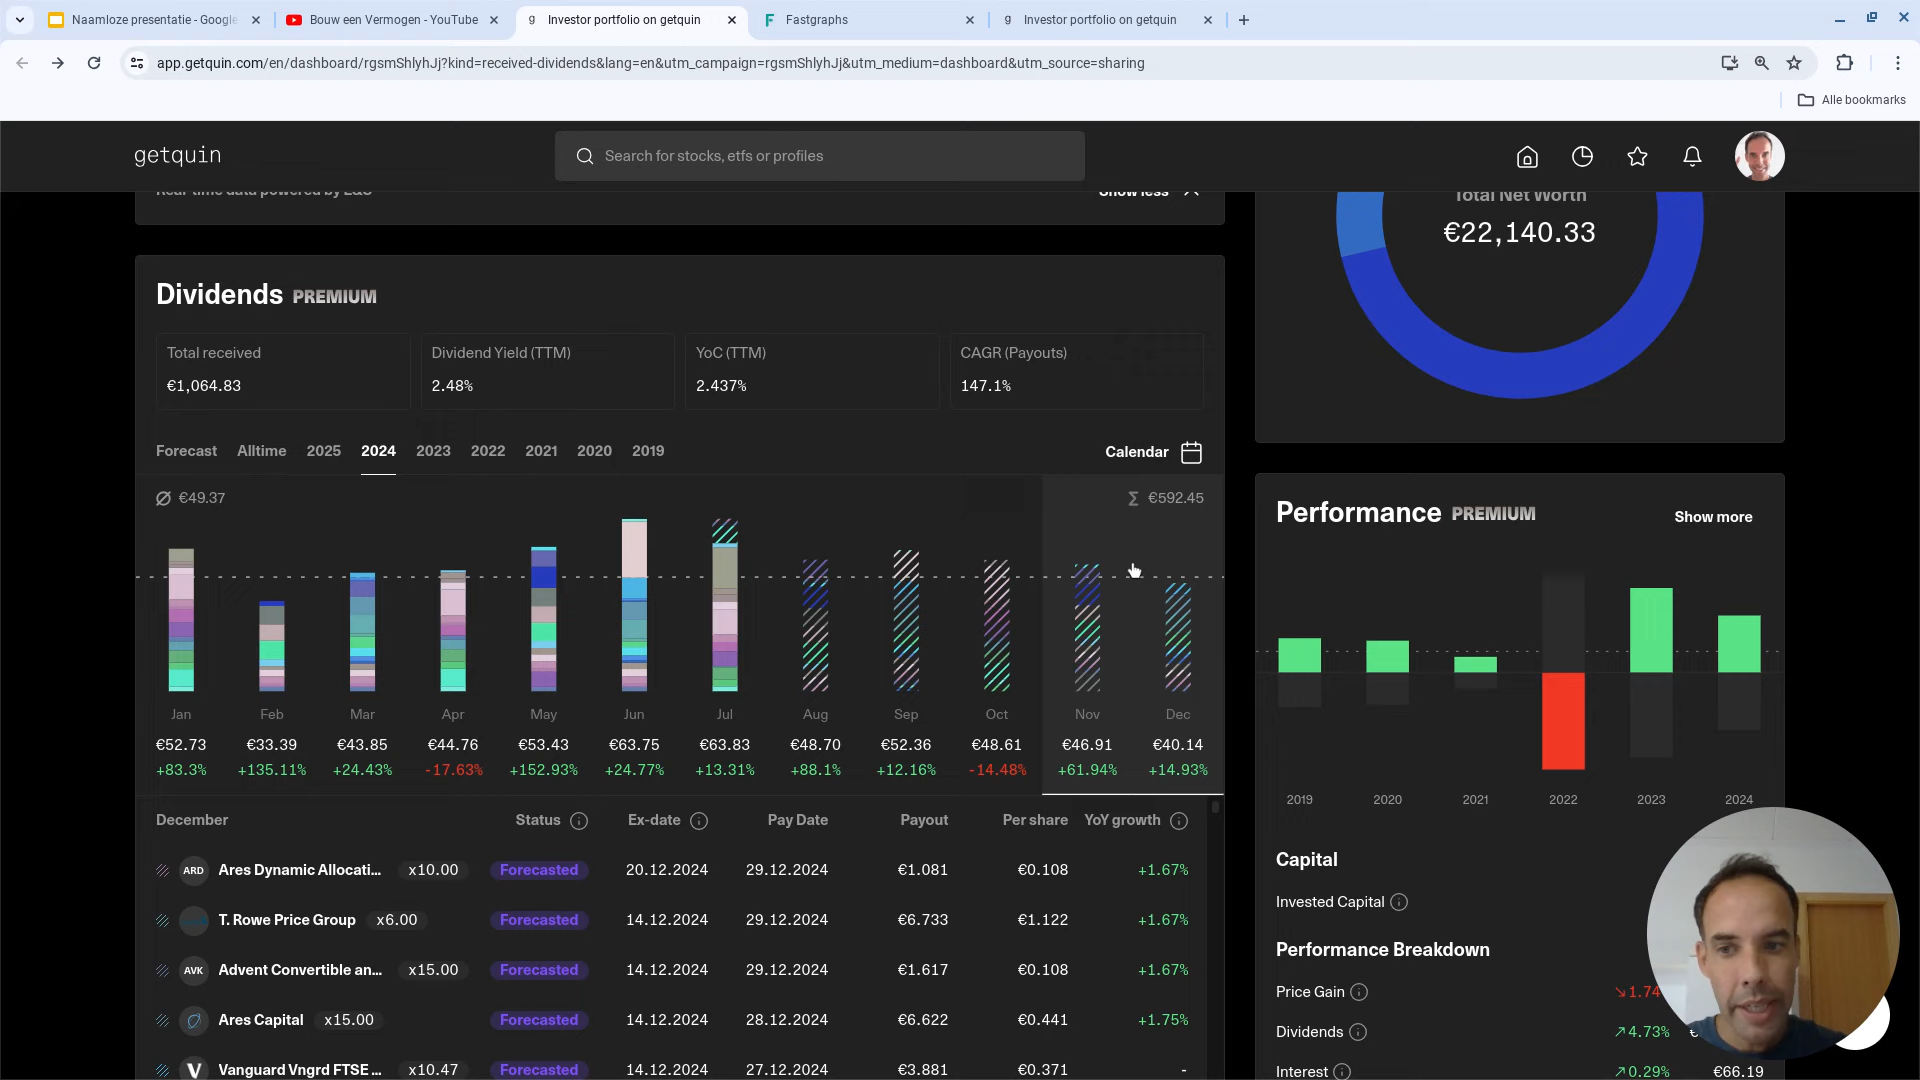 Naamloze presentatie - Google
Bouw een Vermogen - YouTube
Investor portfolio on getquin
Fastgraphs
Investor portfolio on getquin
app.getquin.com/en/dashboard/rgsmShlyhJj?kind=received-dividends&lang=en&utm_campaign=rgsmShlyhJj&utm_medium=dashboard&utm_source=sharing
Alle bookmarks
getquin
Search for stocks, etfs or profiles
Real-time data powered by L&S
Show less
Total Net Worth
€22,140.33
Dividends PREMIUM
Total received
Dividend Yield (TTM)
YoC (TTM)
CAGR (Payouts)
€1,064.83
2.48%
2.437%
147.1%
Forecast Alltime 2025 2024 2023 2022 2021 2020 2019
Calendar
Ø €49.37
Σ €592.45
Jan Feb Mar Apr May Jun Jul Aug Sep Oct Nov Dec
€52.73 €33.39 €43.85 €44.76 €53.43 €63.75 €63.83 €48.70 €52.36 €48.61 €46.91 €40.14
+83.3% +135.11% +24.43% -17.63% +152.93% +24.77% +13.31% +88.1% +12.16% -14.48% +61.94% +14.93%
December Status Ex-date Pay Date Payout Per share YoY growth
ARD Ares Dynamic Allocati... x10.00 Forecasted 20.12.2024 29.12.2024 €1.081 €0.108 +1.67%
T. Rowe Price Group x6.00 Forecasted 14.12.2024 29.12.2024 €6.733 €1.122 +1.67%
AVK Advent Convertible an... x15.00 Forecasted 14.12.2024 29.12.2024 €1.617 €0.108 +1.67%
Ares Capital x15.00 Forecasted 14.12.2024 28.12.2024 €6.622 €0.441 +1.75%
V Vanguard Vngrd FTSE ... x10.47 Forecasted 14.12.2024 27.12.2024 €3.881 €0.371 -
Performance PREMIUM
Show more
2019 2020 2021 2022 2023 2024
Capital
Invested Capital
Performance Breakdown
Price Gain ↘1.74
Dividends ↗4.73% €
Interest ↗0.29% €66.19